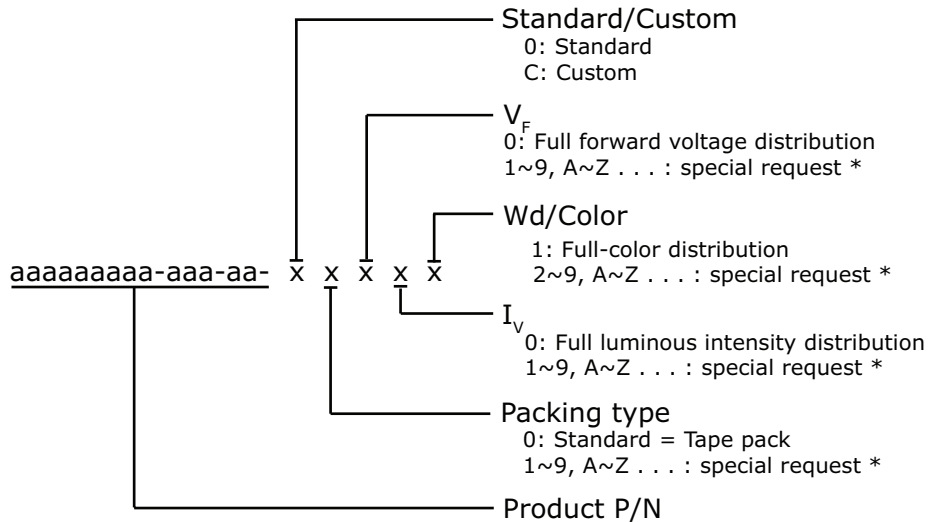 Standard/Custom
0: Standard
C: Custom
VF
0: Full forward voltage distribution
1~9, A~Z . . . : special request *
Wd/Color
1: Full-color distribution
2~9, A~Z . . . : special request *
aaaaaaaaa-aaa-aa- x x x x x
IV
0: Full luminous intensity distribution
1~9, A~Z . . . : special request *
Packing type
0: Standard = Tape pack
1~9, A~Z . . . : special request *
Product P/N